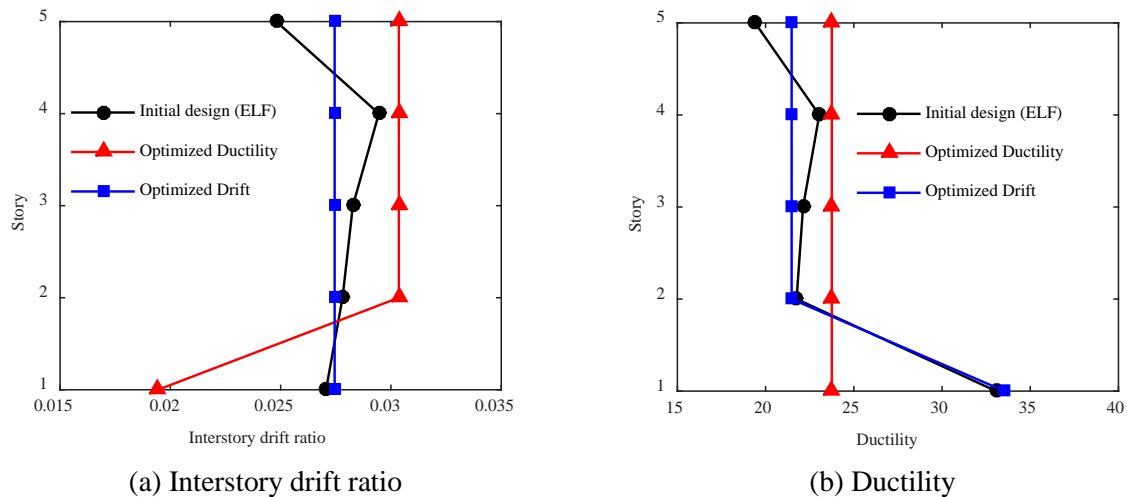 5
4
3
2
1
Story
Initial design (ELF)
Optimized Ductility
Optimized Drift
0.015 0.02 0.025 0.03 0.035
Interstory drift ratio
(a) Interstory drift ratio
5
4
3
2
1
Story
Initial design (ELF)
Optimized Ductility
Optimized Drift
15 20 25 30 35 40
Ductility
(b) Ductility